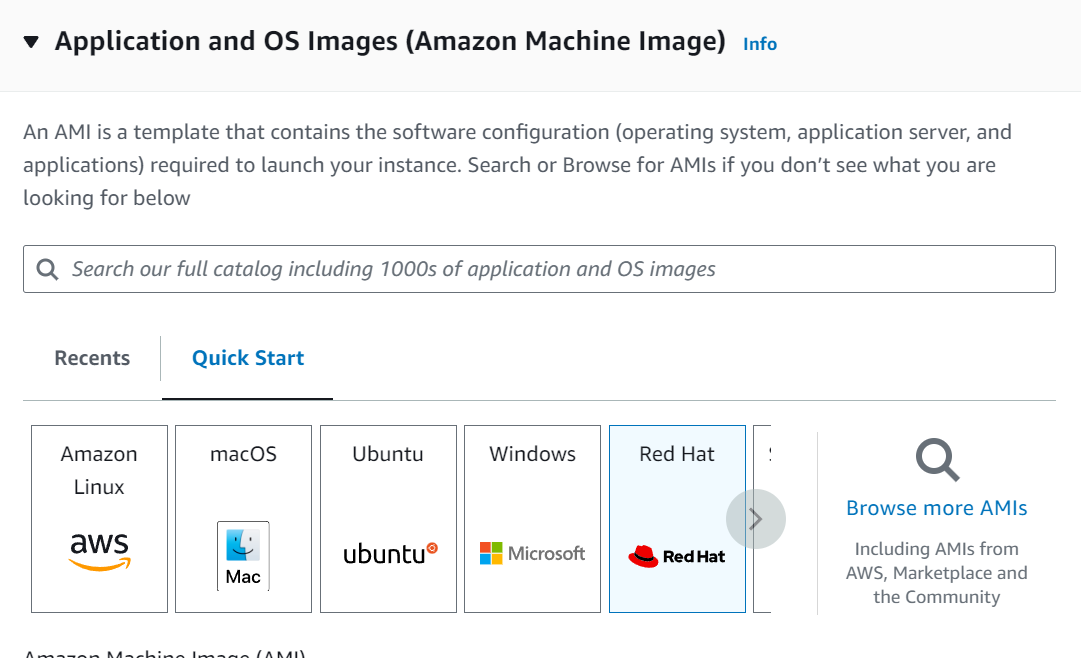 Application and OS Images (Amazon Machine Image) Info
An AMI is a template that contains the software configuration (operating system, application server, and
applications) required to launch your instance. Search or Browse for AMIs if you don’t see what you are
looking for below
Search our full catalog including 1000s of application and OS images
Recents
Quick Start
Amazon
Linux
aws
macOS
Mac
Ubuntu
ubuntu
Windows
Microsoft
Red Hat
Red Hat
Browse more AMIs
Including AMIs from
AWS, Marketplace and
the Community
Amazon Machine Image (AMI)